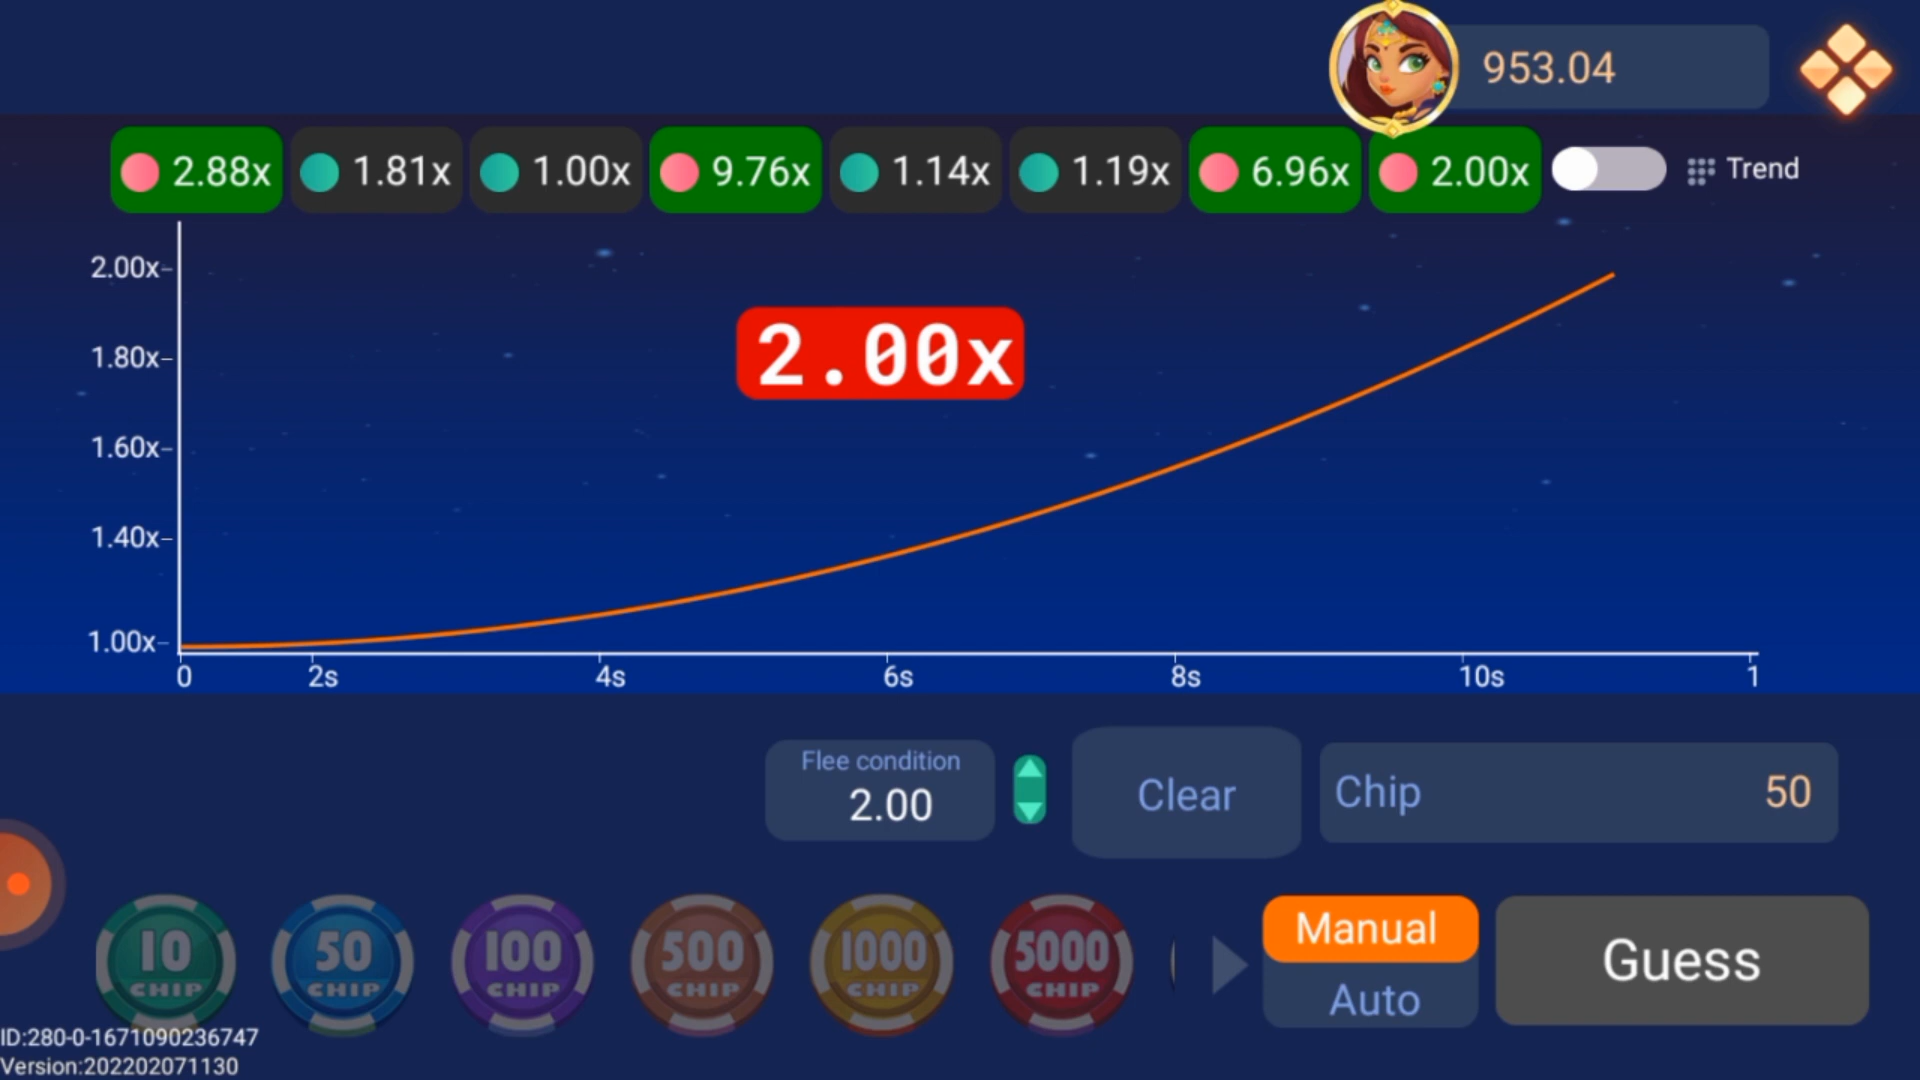 953.04
2.88x 1.81x 1.00x 9.76x 1.14x 1.19x 6.96x 2.00x Trend
2.00x
1.80x
1.60x
1.40x
1.00x
2.00x
0 2s 4s 6s 8s 10s 1
Flee condition
2.00
Clear
Chip 50
10 CHIP
50 CHIP
100 CHIP
500 CHIP
1000 CHIP
5000 CHIP
Manual
Auto
Guess
ID:280-0-1671090236747
Version:202202071130